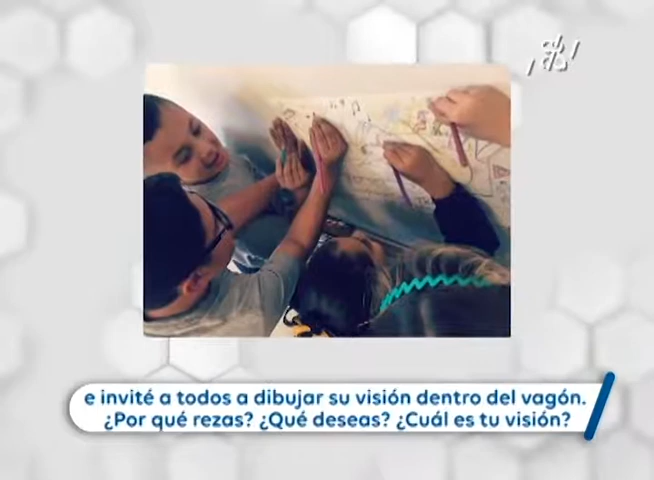 e invité a todos a dibujar su visión dentro del vagón.
¿Por qué rezas? ¿Qué deseas? ¿Cuál es tu visión?